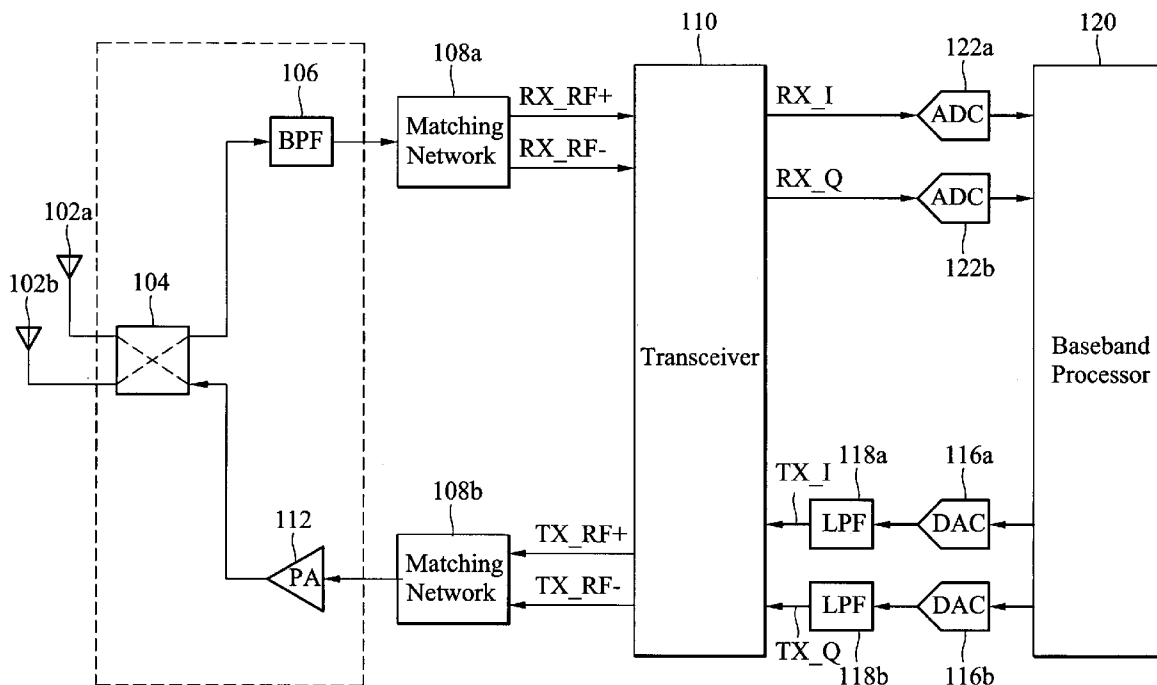 110
120
108a
122a
106
RX_RF+
RX_I
BPF
Matching
Network
ADC
RX_RF-
RX_Q
102a
ADC
102b
104
122b
Transceiver
Baseband
Processor
118a
116a
108b
TX_I
112
TX_RF+
LPF
DAC
PA
Matching
Network
TX_RF-
LPF
DAC
TX_Q
118b
116b